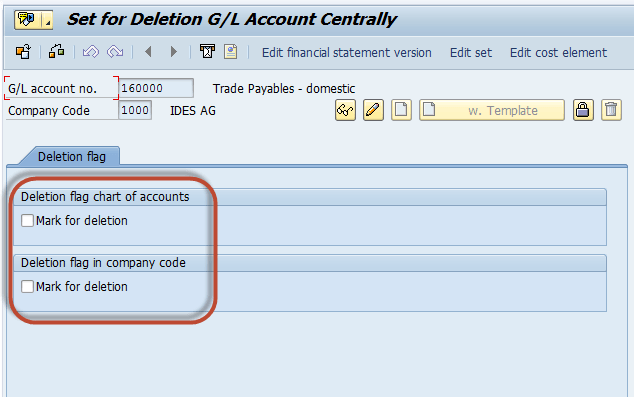 Set for Deletion G/L Account Centrally
Edit financial statement version Edit set Edit cost element
G/L account no. 160000 Trade Payables - domestic
Company Code 1000 IDES AG w. Template
Deletion flag
Deletion flag chart of accounts
Mark for deletion
Deletion flag in company code
Mark for deletion